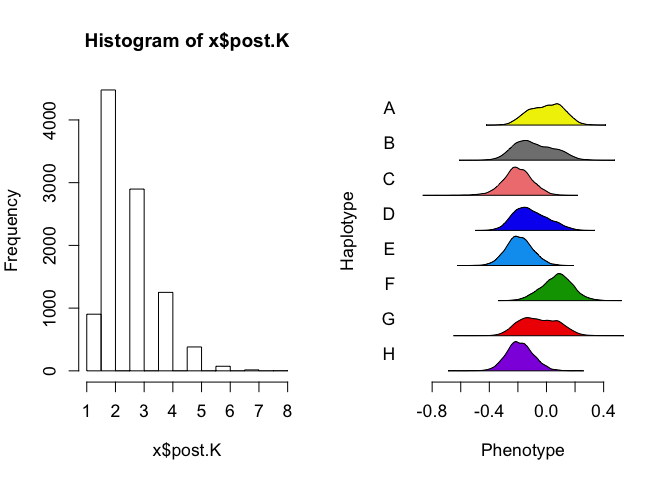 Histogram of x$post.K
Frequency
0
1000
2000
3000
4000
1 2 3 4 5 6 7 8
x$post.K
Haplotype
A
B
C
D
E
F
G
H
-0.8 -0.4 0.0 0.4
Phenotype